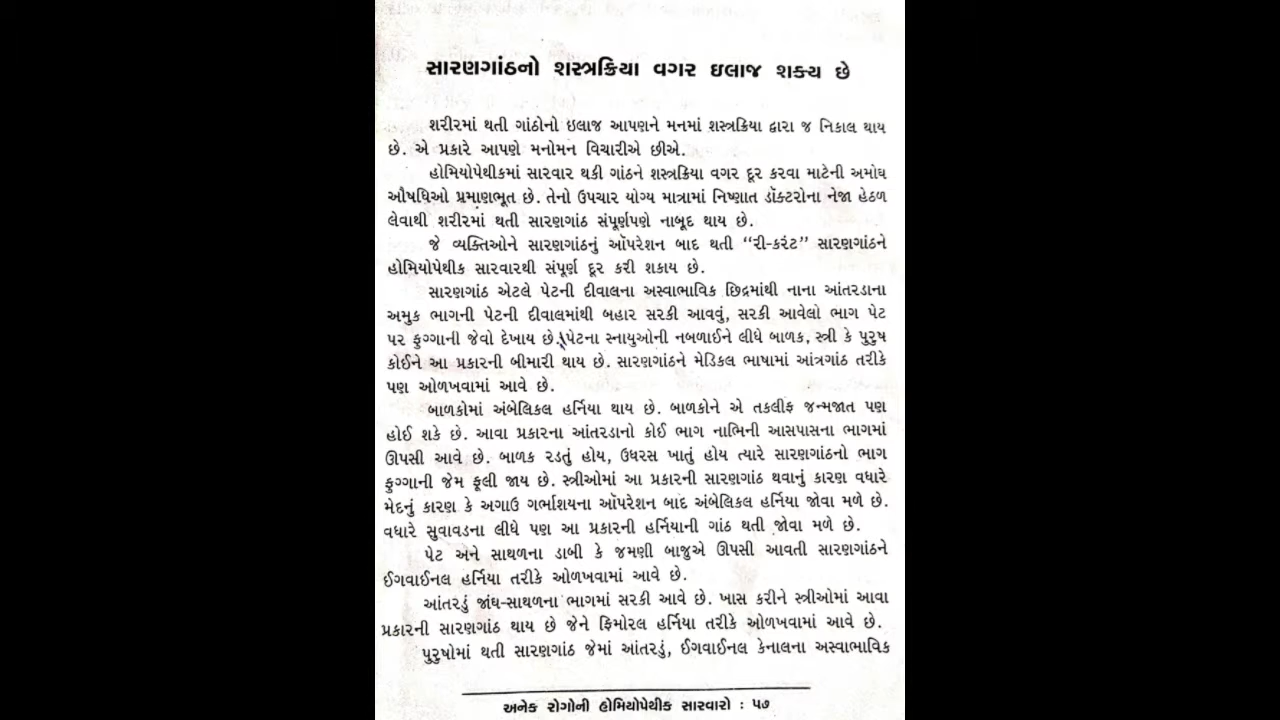 સારણગાંઠનો શસ્ત્રક્રિયા વગર ઇલાજ શક્ય છે
શરીરમાં થતી ગાંઠોનો ઇલાજ આપણને મનમાં શસ્ત્રક્રિયા દ્વારા જ નિકાલ થાય
છે. એ પ્રકારે આપણે મનોમન વિચારીએ છીએ.
હોમિયોપેથીકમાં સારવાર થકી ગાંઠને શસ્ત્રક્રિયા વગર દૂર કરવા માટેની અમોઘ
ઔષધિઓ પ્રમાણભૂત છે. તેનો ઉપચાર યોગ્ય માત્રામાં નિષ્ણાત ડૉક્ટરોના નેજા હેઠળ
લેવાથી શરીરમાં થતી સારણગાંઠ સંપૂર્ણપણે નાબૂદ થાય છે.
જે વ્યક્તિઓને સારણગાંઠનું ઑપરેશન બાદ થતી “રી-કરંટ” સારણગાંઠને
હોમિયોપેથીક સારવારથી સંપૂર્ણ દૂર કરી શકાય છે.
સારણગાંઠ એટલે પેટની દીવાલના અસ્વાભાવિક છિદ્રમાંથી નાના આંતરડાના
અમુક ભાગની પેટની દીવાલમાંથી બહાર સરકી આવવું, સરકી આવેલો ભાગ પેટ
પર ફુગ્ગાની જેવો દેખાય છે. પેટના સ્નાયુઓની નબળાઈને લીધે બાળક, સ્ત્રી કે પુરુષ
કોઈને આ પ્રકારની બીમારી થાય છે. સારણગાંઠને મેડિકલ ભાષામાં આંત્રગાંઠ તરીકે
પણ ઓળખવામાં આવે છે.
બાળકોમાં અંબેલિકલ હર્નિયા થાય છે. બાળકોને એ તકલીફ જન્મજાત પણ
હોઈ શકે છે. આવા પ્રકારના આંતરડાનો કોઈ ભાગ નાભિની આસપાસના ભાગમાં
ઊપસી આવે છે. બાળક રડતું હોય, ઉધરસ ખાતું હોય ત્યારે સારણગાંઠનો ભાગ
ફુગ્ગાની જેમ ફૂલી જાય છે. સ્ત્રીઓમાં આ પ્રકારની સારણગાંઠ થવાનું કારણ વધારે
મેદનું કારણ કે અગાઉ ગર્ભાશયના ઑપરેશન બાદ અંબેલિકલ હર્નિયા જોવા મળે છે.
વધારે સુવાવડના લીધે પણ આ પ્રકારની હર્નિયાની ગાંઠ થતી જોવા મળે છે.
પેટ અને સાથળના ડાબી કે જમણી બાજુએ ઊપસી આવતી સારણગાંઠને
ઈગવાઈનલ હર્નિયા તરીકે ઓળખવામાં આવે છે.
આંતરડું જાંઘ-સાથળના ભાગમાં સરકી આવે છે. ખાસ કરીને સ્ત્રીઓમાં આવા
પ્રકારની સારણગાંઠ થાય છે જેને ફિમોરલ હર્નિયા તરીકે ઓળખવામાં આવે છે.
પુરુષોમાં થતી સારણગાંઠ જેમાં આંતરડું, ઈગવાઈનલ કેનાલના અસ્વાભાવિક
અનેક રોગોની હોમિયોપેથીક સારવારો : ૫૭